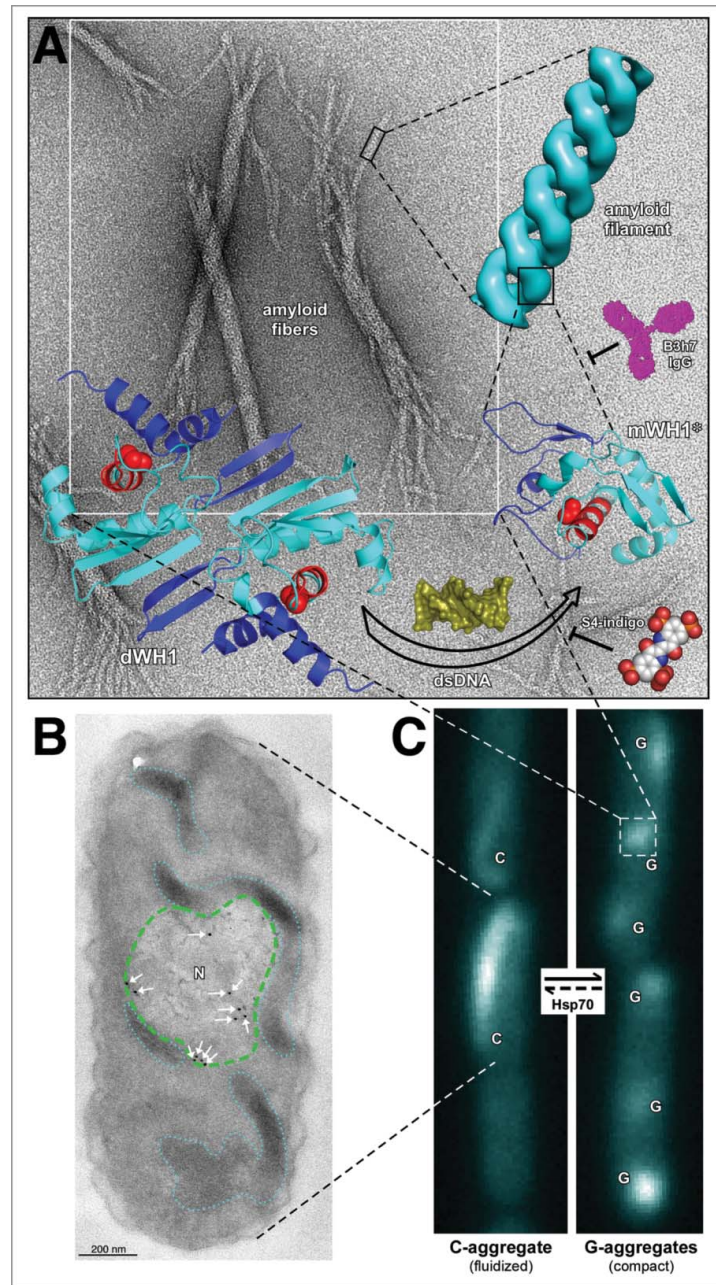 A
amyloid
filament
amyloid
fibers
B3h7
IgG
mWH1*
dWH1
dsDNA
S4-indigo
B
N
200 nm
C
C
C
G
G
G
G
G
G
Hsp70
C-aggregate
(fluidized)
G-aggregates
(compact)